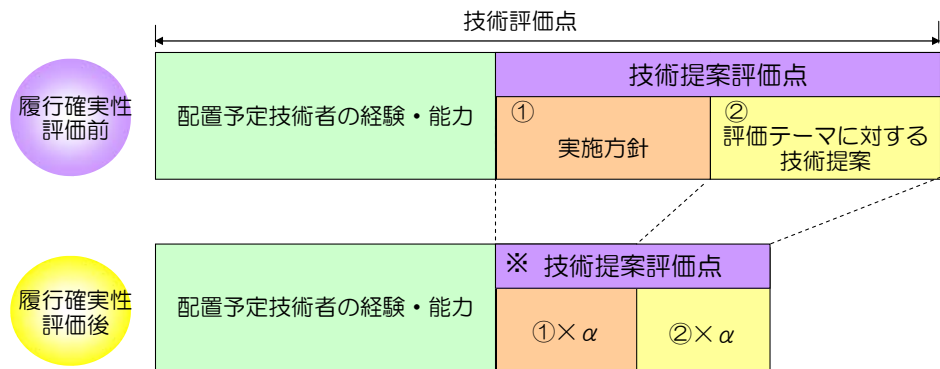 技術評価点
履行確実性
評価前
配置予定技術者の経験・能力
技術提案評価点
①
実施方針
②
評価テーマに対する
技術提案
履行確実性
評価後
配置予定技術者の経験・能力
※ 技術提案評価点
①×α
②×α